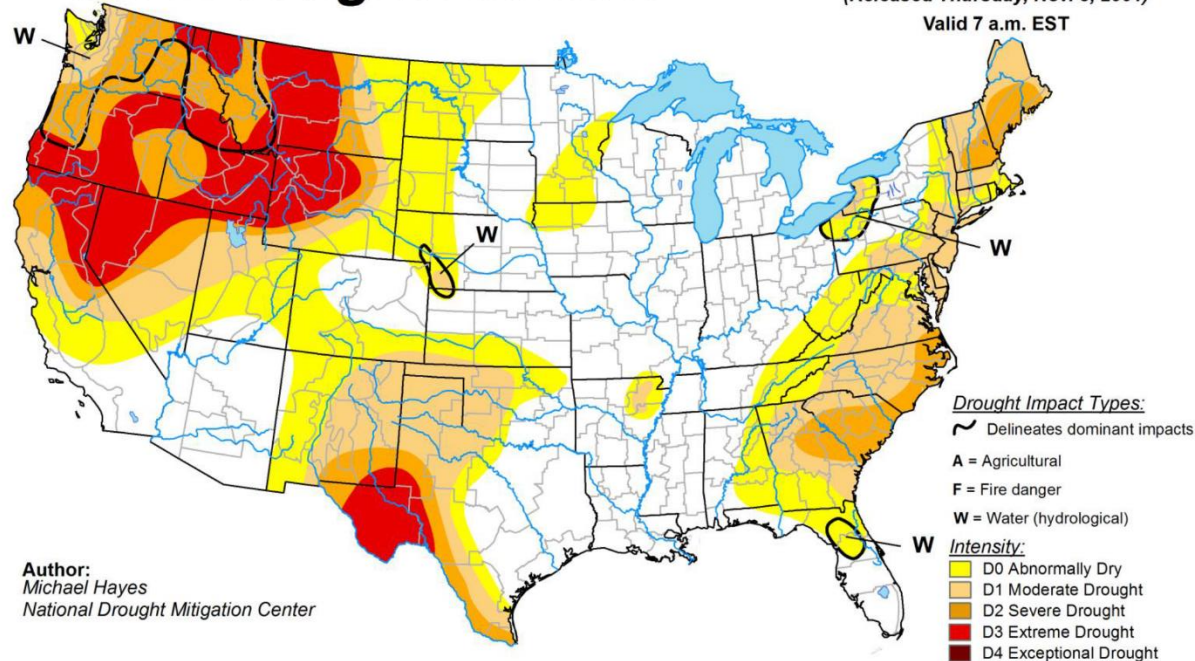 Valid 7 a.m. EST
W
W
W
W
Drought Impact Types:
Delineates dominant impacts
A = Agricultural
F = Fire danger
W = Water (hydrological)
Intensity:
D0 Abnormally Dry
D1 Moderate Drought
D2 Severe Drought
D3 Extreme Drought
D4 Exceptional Drought
Author:
Michael Hayes
National Drought Mitigation Center